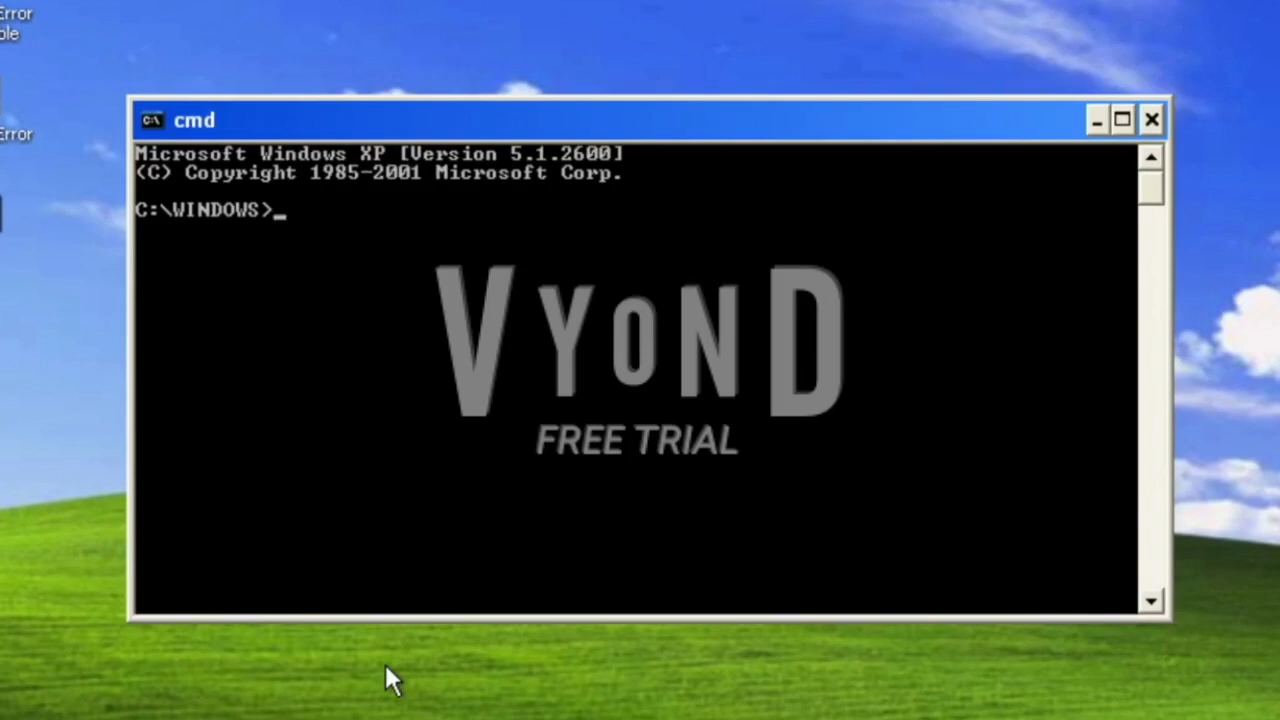 Error
ble
Error
cmd
Microsoft Windows XP [Version 5.1.2600]
(C) Copyright 1985-2001 Microsoft Corp.
C:\WINDOWS>_
VYOND
FREE TRIAL